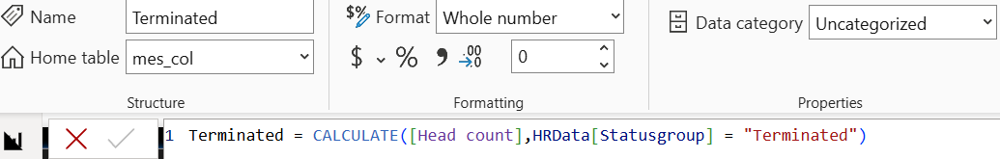 Name Terminated
$% Format Whole number
Data category Uncategorized
Home table mes_col
$ % 9 .00 .0 0
Structure
Formatting
Properties
1 Terminated = CALCULATE([Head count],HRData[Statusgroup] = "Terminated")